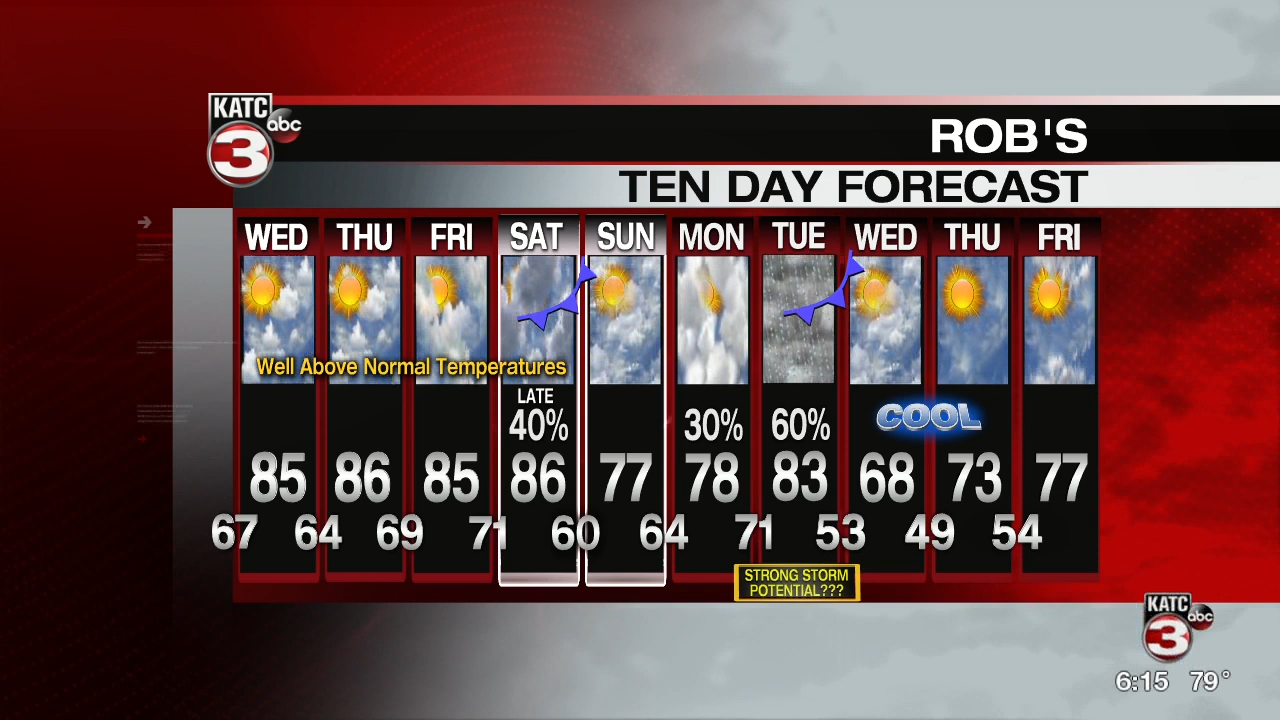 KATC
abc
3
ROB'S
TEN DAY FORECAST
WED THU FRI SAT SUN MON TUE WED THU FRI
Well Above Normal Temperatures
LATE
40% 30% 60% COOL
85 86 85 86 77 78 83 68 73 77
67 64 69 71 60 64 71 53 49 54
STRONG STORM
POTENTIAL???
KATC
abc
3
6:15 79°